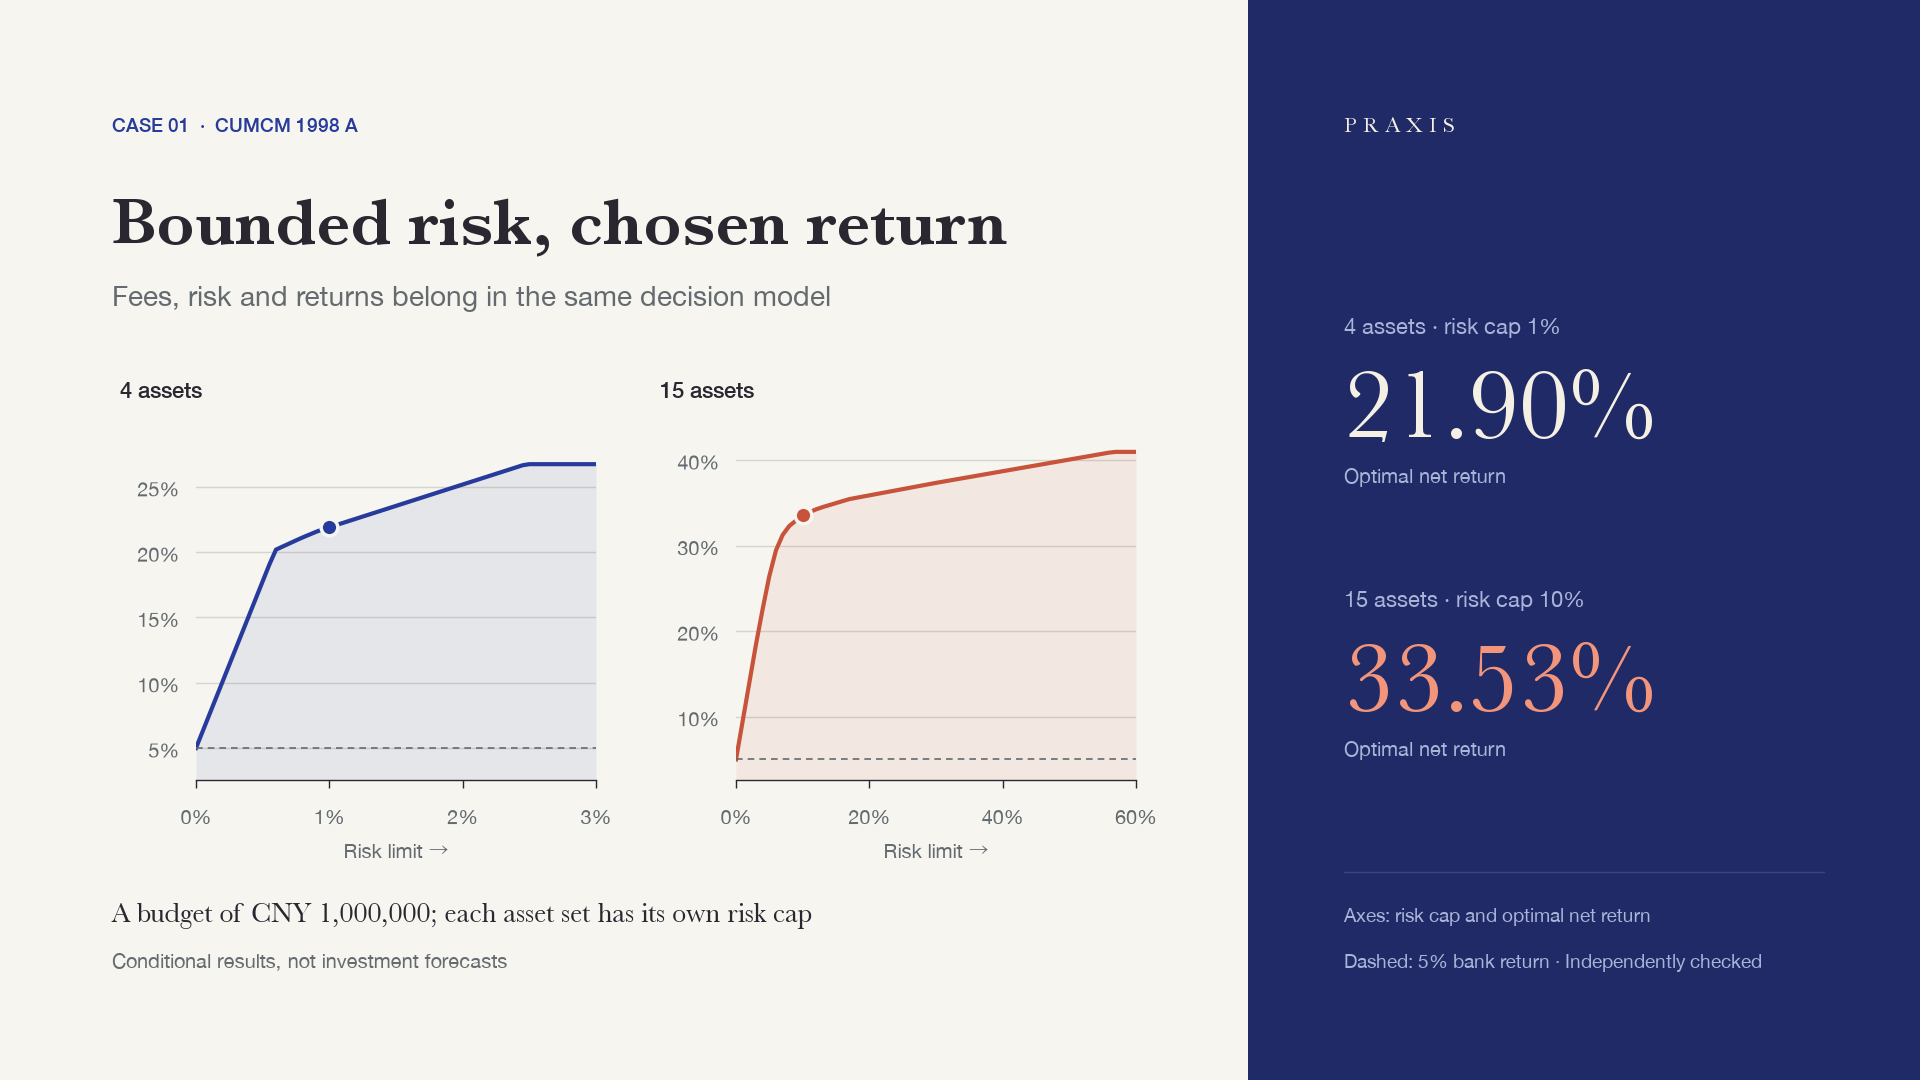 CASE 01 · CUMCM 1998 A
Bounded risk, chosen return
Fees, risk and returns belong in the same decision model
4 assets
25%
20%
15%
10%
5%
0%
1%
2%
3%
Risk limit →
15 assets
40%
30%
20%
10%
0%
20%
40%
60%
Risk limit →
A budget of CNY 1,000,000; each asset set has its own risk cap
Conditional results, not investment forecasts
PRAXIS
4 assets · risk cap 1%
21.90%
Optimal net return
15 assets · risk cap 10%
33.53%
Optimal net return
Axes: risk cap and optimal net return
Dashed: 5% bank return · Independently checked